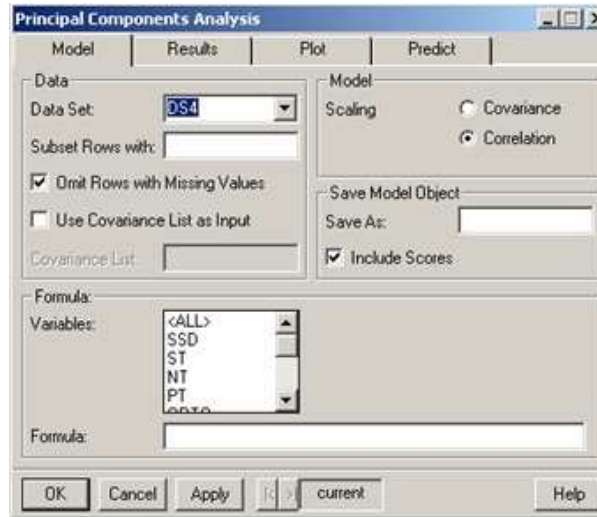 Principal Components Analysis
Model Results Plot Predict
Data
Data Set: DS4
Subset Rows with:
Omit Rows with Missing Values
Use Covariance List as Input
Covariance List
Model
Scaling Covariance
Correlation
Save Model Object
Save As:
Include Scores
Formula:
Variables: <ALL>
SSD
ST
NT
PT
Formula:
OK Cancel Apply current Help